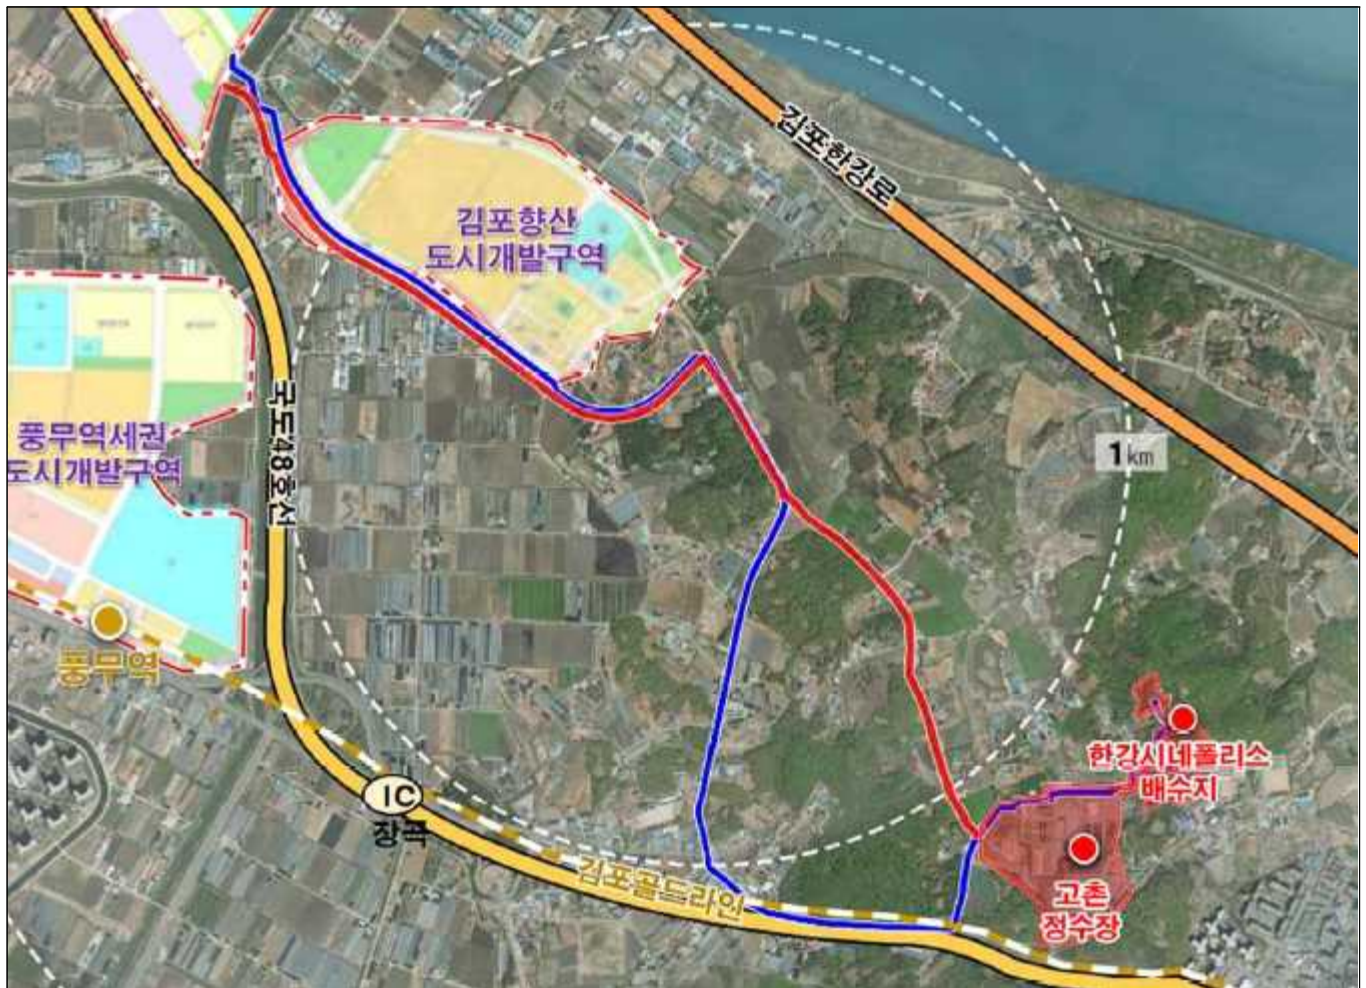 김포한강로
김포향산
도시개발구역
국도48호선
풍무역세권
도시개발구역
1km
풍무역
한강시네폴리스
배수지
IC
장곡
김포골드라인
고촌
정수장